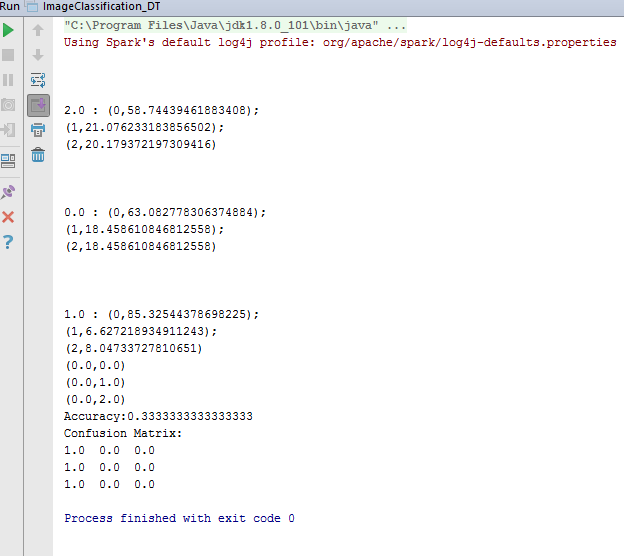 Run ImageClassification_DT
"C:\Program Files\Java\jdk1.8.0_101\bin\java" ...
Using Spark's default log4j profile: org/apache/spark/log4j-defaults.properties
2.0 : (0,58.74439461883408);
(1,21.076233183856502);
(2,20.179372197309416)
0.0 : (0,63.082778306374884);
(1,18.458610846812558);
(2,18.458610846812558)
1.0 : (0,85.32544378698225);
(1,6.627218934911243);
(2,8.04733727810651)
(0.0,0.0)
(0.0,1.0)
(0.0,2.0)
Accuracy:0.3333333333333333
Confusion Matrix:
1.0  0.0  0.0
1.0  0.0  0.0
1.0  0.0  0.0
Process finished with exit code 0